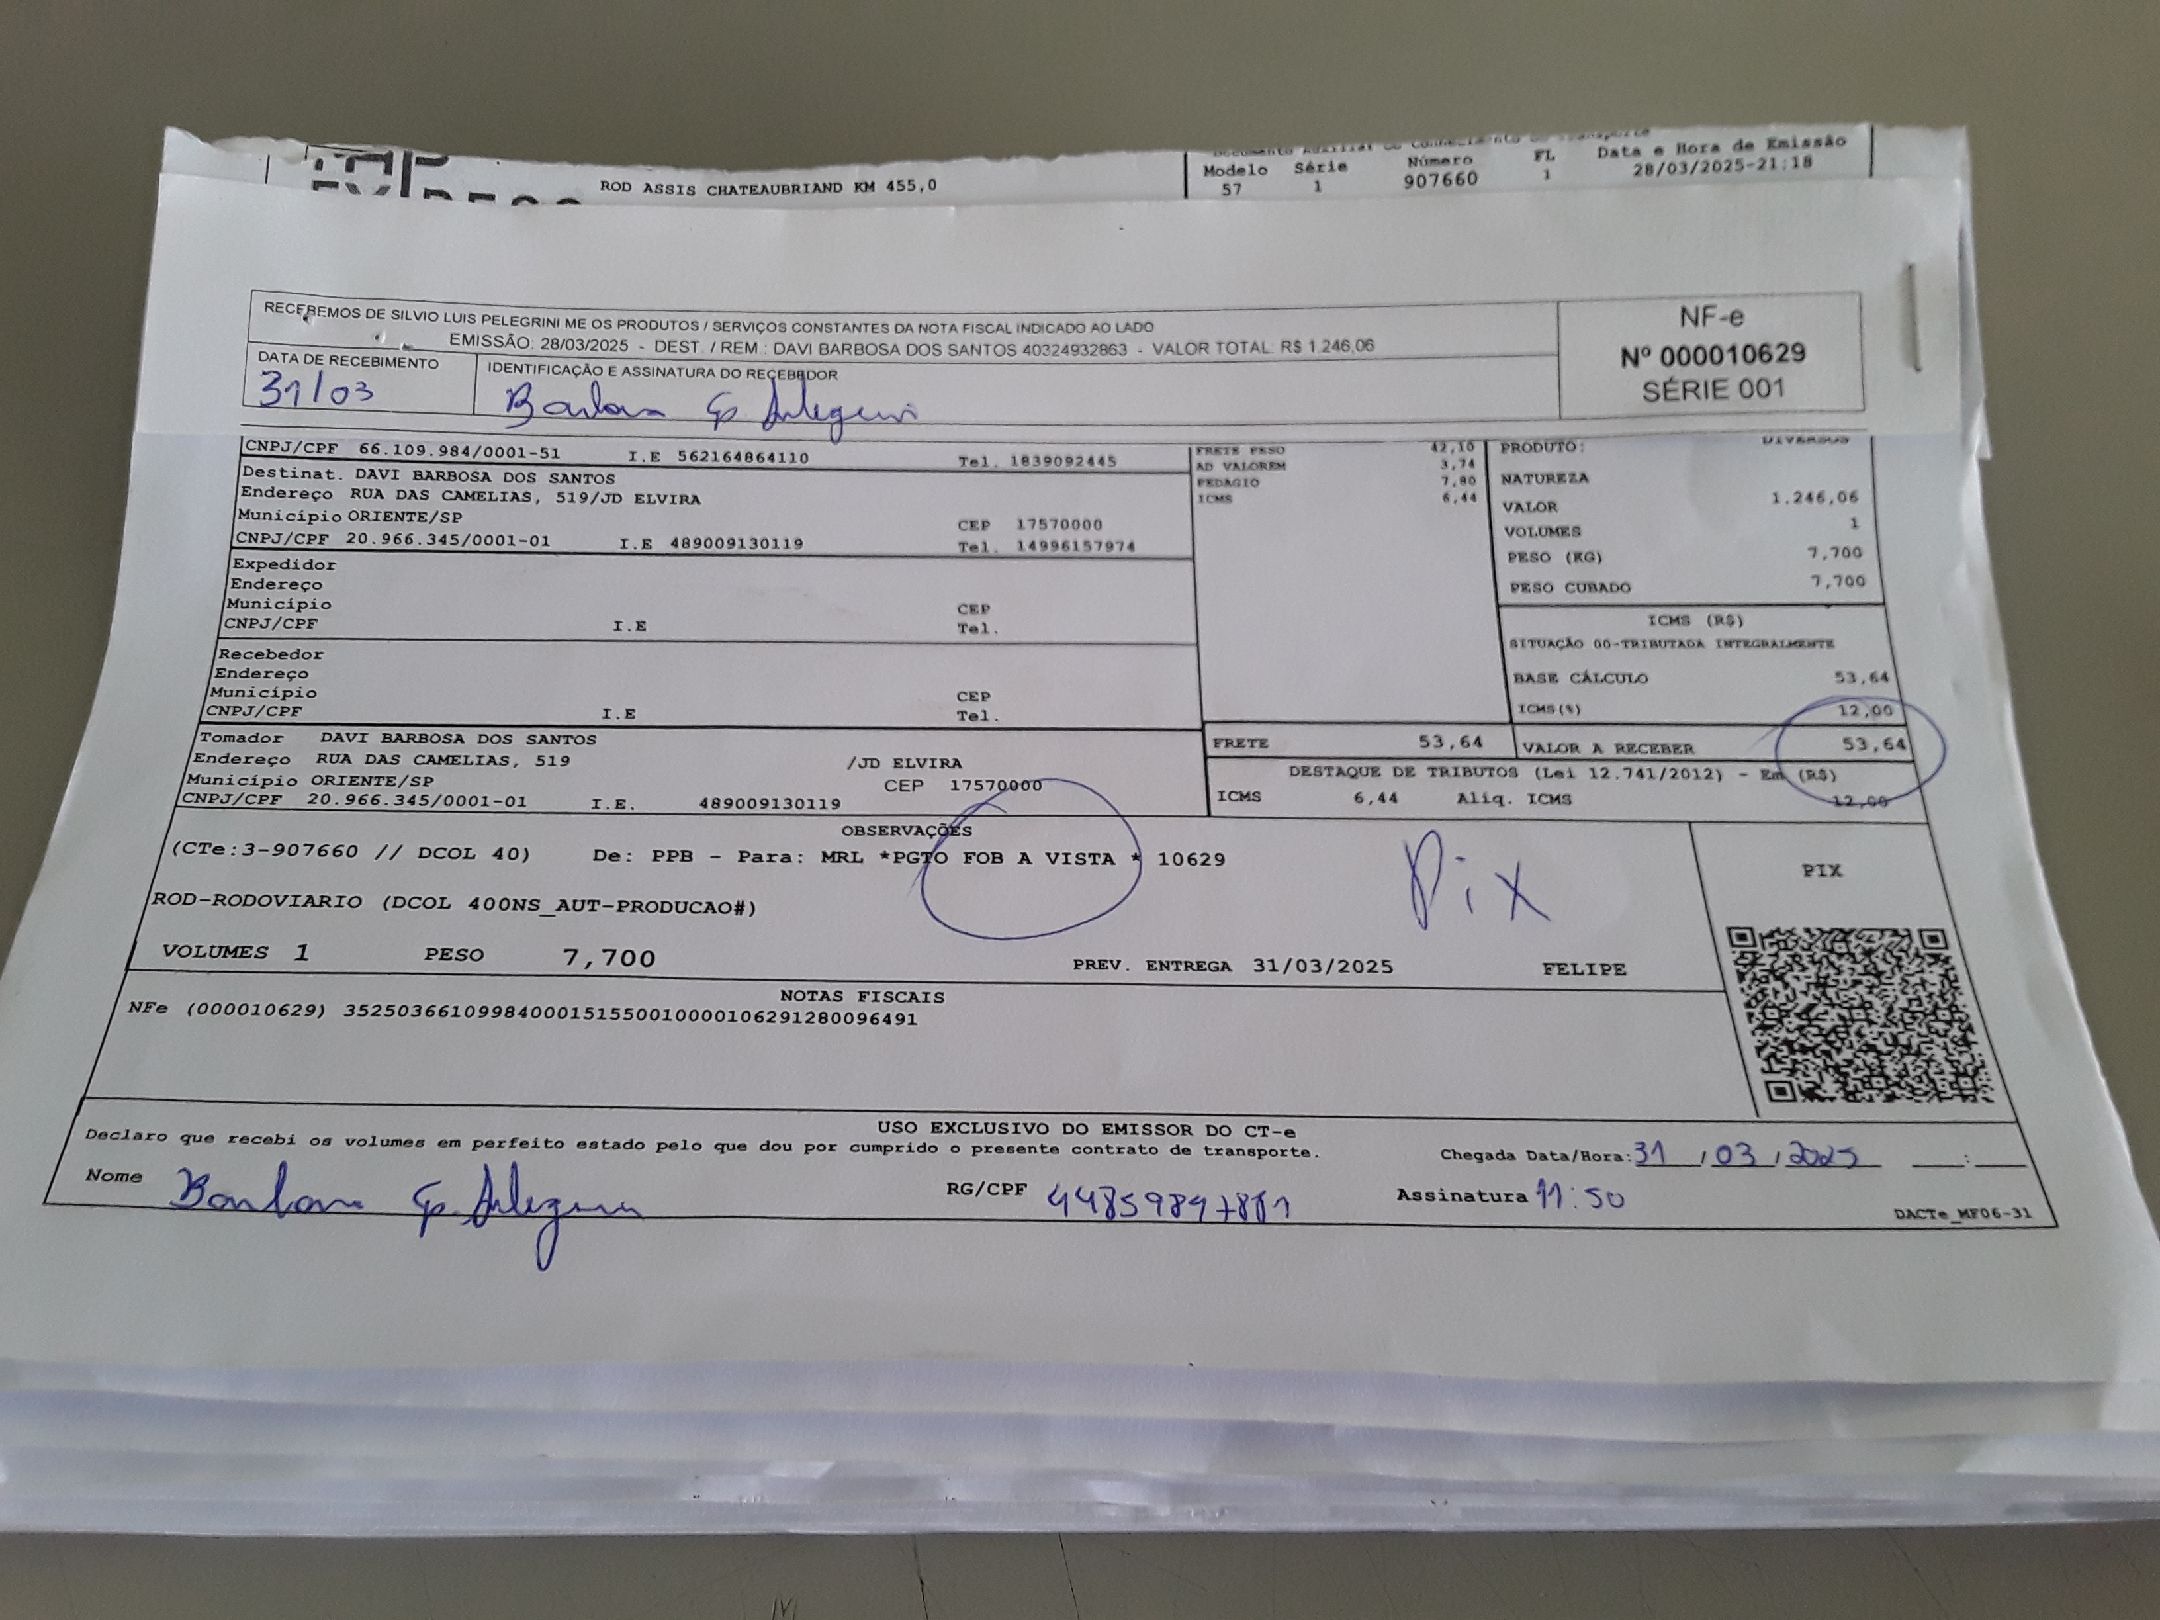 ROD ASSIS CHATEAUBRIAND KM 455,0
Modelo Série Número FL Data e Hora de Emissão
57 1 907660 1 28/03/2025-21:18
RECEBEMOS DE SILVIO LUIS PELEGRINI ME OS PRODUTOS / SERVIÇOS CONSTANTES DA NOTA FISCAL INDICADO AO LADO
EMISSÃO: 28/03/2025 - DEST. / REM.: DAVI BARBOSA DOS SANTOS 40324932863 - VALOR TOTAL: R$ 1.246,06
NF-e
Nº 000010629
SÉRIE 001
DATA DE RECEBIMENTO
31/03
IDENTIFICAÇÃO E ASSINATURA DO RECEBEDOR
CNPJ/CPF 66.109.984/0001-51 I.E 562164864110 Tel. 1839092445
Destinat. DAVI BARBOSA DOS SANTOS
Endereço RUA DAS CAMELIAS, 519/JD ELVIRA
Município ORIENTE/SP CEP 17570000
CNPJ/CPF 20.966.345/0001-01 I.E 489009130119 Tel. 14996157974
Expedidor
Endereço
Município CEP
CNPJ/CPF I.E Tel.
Recebedor
Endereço
Município CEP
CNPJ/CPF I.E Tel.
Tomador DAVI BARBOSA DOS SANTOS
Endereço RUA DAS CAMELIAS, 519 /JD ELVIRA
Município ORIENTE/SP CEP 17570000
CNPJ/CPF 20.966.345/0001-01 I.E. 489009130119
FRETE PESO 42,10
AD VALOREM 3,74
PEDAGIO 7,80
ICMS 6,44
PRODUTO: DIVERSOS
NATUREZA
VALOR 1.246,06
VOLUMES 1
PESO (KG) 7,700
PESO CUBADO 7,700
ICMS (R$)
SITUAÇÃO 00-TRIBUTADA INTEGRALMENTE
BASE CÁLCULO 53,64
ICMS(%) 12,00
FRETE 53,64 VALOR A RECEBER 53,64
DESTAQUE DE TRIBUTOS (Lei 12.741/2012) - Em (R$)
ICMS 6,44 Aliq. ICMS 12,00
OBSERVAÇÕES
(CTe:3-907660 // DCOL 40) De: PPB - Para: MRL *PGTO FOB A VISTA * 10629
Pix
ROD-RODOVIARIO (DCOL 400NS_AUT-PRODUCAO#)
VOLUMES 1 PESO 7,700 PREV. ENTREGA 31/03/2025 FELIPE
PIX
NOTAS FISCAIS
NFe (000010629) 35250366109984000151550010000106291280096491
USO EXCLUSIVO DO EMISSOR DO CT-e
Declaro que recebi os volumes em perfeito estado pelo que dou por cumprido o presente contrato de transporte.
Chegada Data/Hora: 31/03/2025 __:__
Nome RG/CPF 44859897881 Assinatura 11:50
DACTe_MF06-31